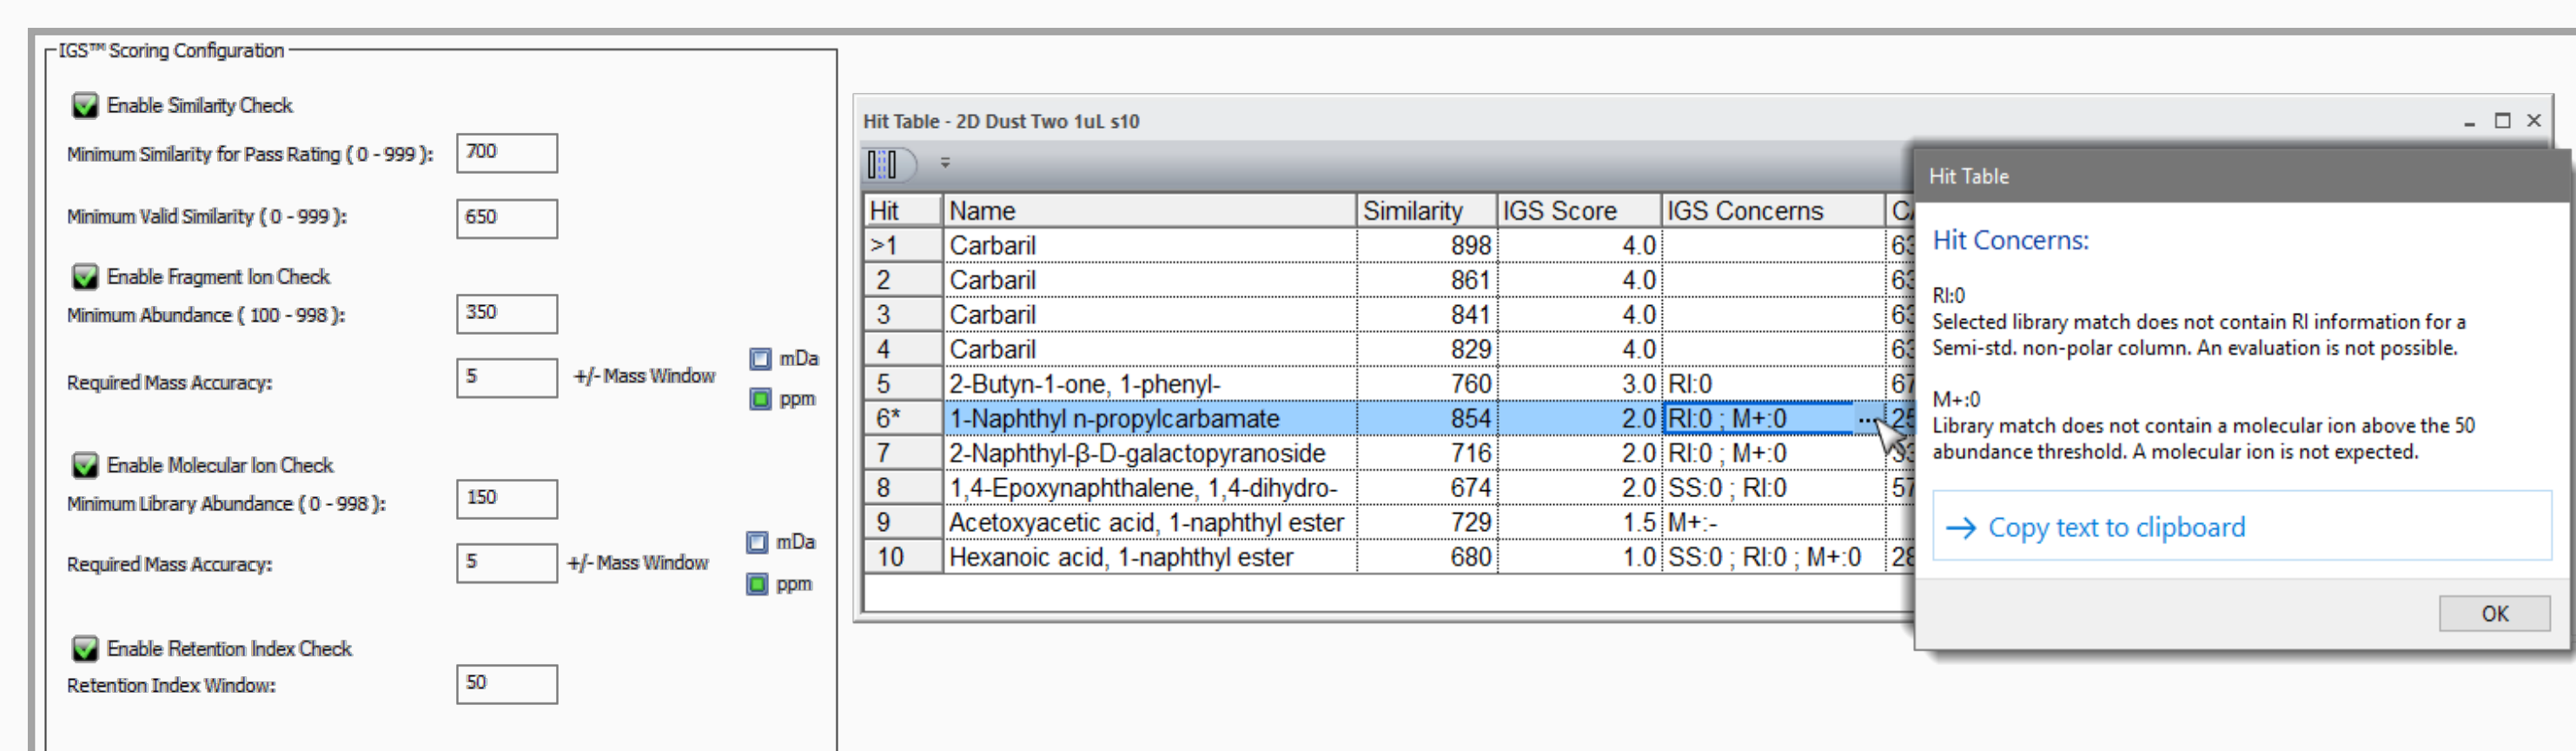 IGS™ Scoring Configuration
Enable Similarity Check
Minimum Similarity for Pass Rating ( 0 - 999 ): 700
Minimum Valid Similarity ( 0 - 999 ): 650
Enable Fragment Ion Check
Minimum Abundance ( 100 - 998 ): 350
Required Mass Accuracy: 5 +/- Mass Window
mDa
ppm
Enable Molecular Ion Check
Minimum Library Abundance ( 0 - 998 ): 150
Required Mass Accuracy: 5 +/- Mass Window
mDa
ppm
Enable Retention Index Check
Retention Index Window: 50
Hit Table - 2D Dust Two 1uL s10
Hit Name Similarity IGS Score IGS Concerns
>1 Carbaril 898 4.0 63
2 Carbaril 861 4.0 63
3 Carbaril 841 4.0 63
4 Carbaril 829 4.0 63
5 2-Butyn-1-one, 1-phenyl- 760 3.0 RI:0 67
6* 1-Naphthyl n-propylcarbamate 854 2.0 RI:0 ; M+:0 ... 25
7 2-Naphthyl-β-D-galactopyranoside 716 2.0 RI:0 ; M+:0
8 1,4-Epoxynaphthalene, 1,4-dihydro- 674 2.0 SS:0 ; RI:0 57
9 Acetoxyacetic acid, 1-naphthyl ester 729 1.5 M+:-
10 Hexanoic acid, 1-naphthyl ester 680 1.0 SS:0 ; RI:0 ; M+:0 28
Hit Table
Hit Concerns:
RI:0
Selected library match does not contain RI information for a
Semi-std. non-polar column. An evaluation is not possible.
M+:0
Library match does not contain a molecular ion above the 50
abundance threshold. A molecular ion is not expected.
→ Copy text to clipboard
OK